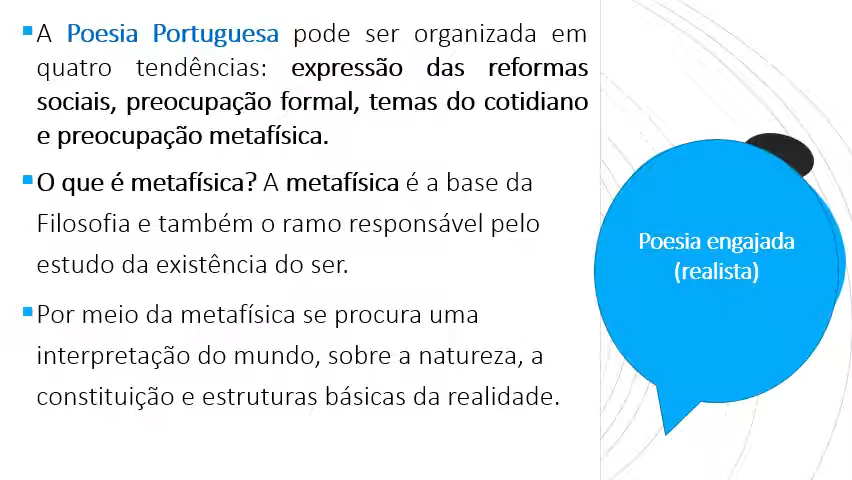 A Poesia Portuguesa pode ser organizada em
quatro tendências: expressão das reformas
sociais, preocupação formal, temas do cotidiano
e preocupação metafísica.
O que é metafísica? A metafísica é a base da
Filosofia e também o ramo responsável pelo
estudo da existência do ser.
Por meio da metafísica se procura uma
interpretação do mundo, sobre a natureza, a
constituição e estruturas básicas da realidade.
Poesia engajada
(realista)